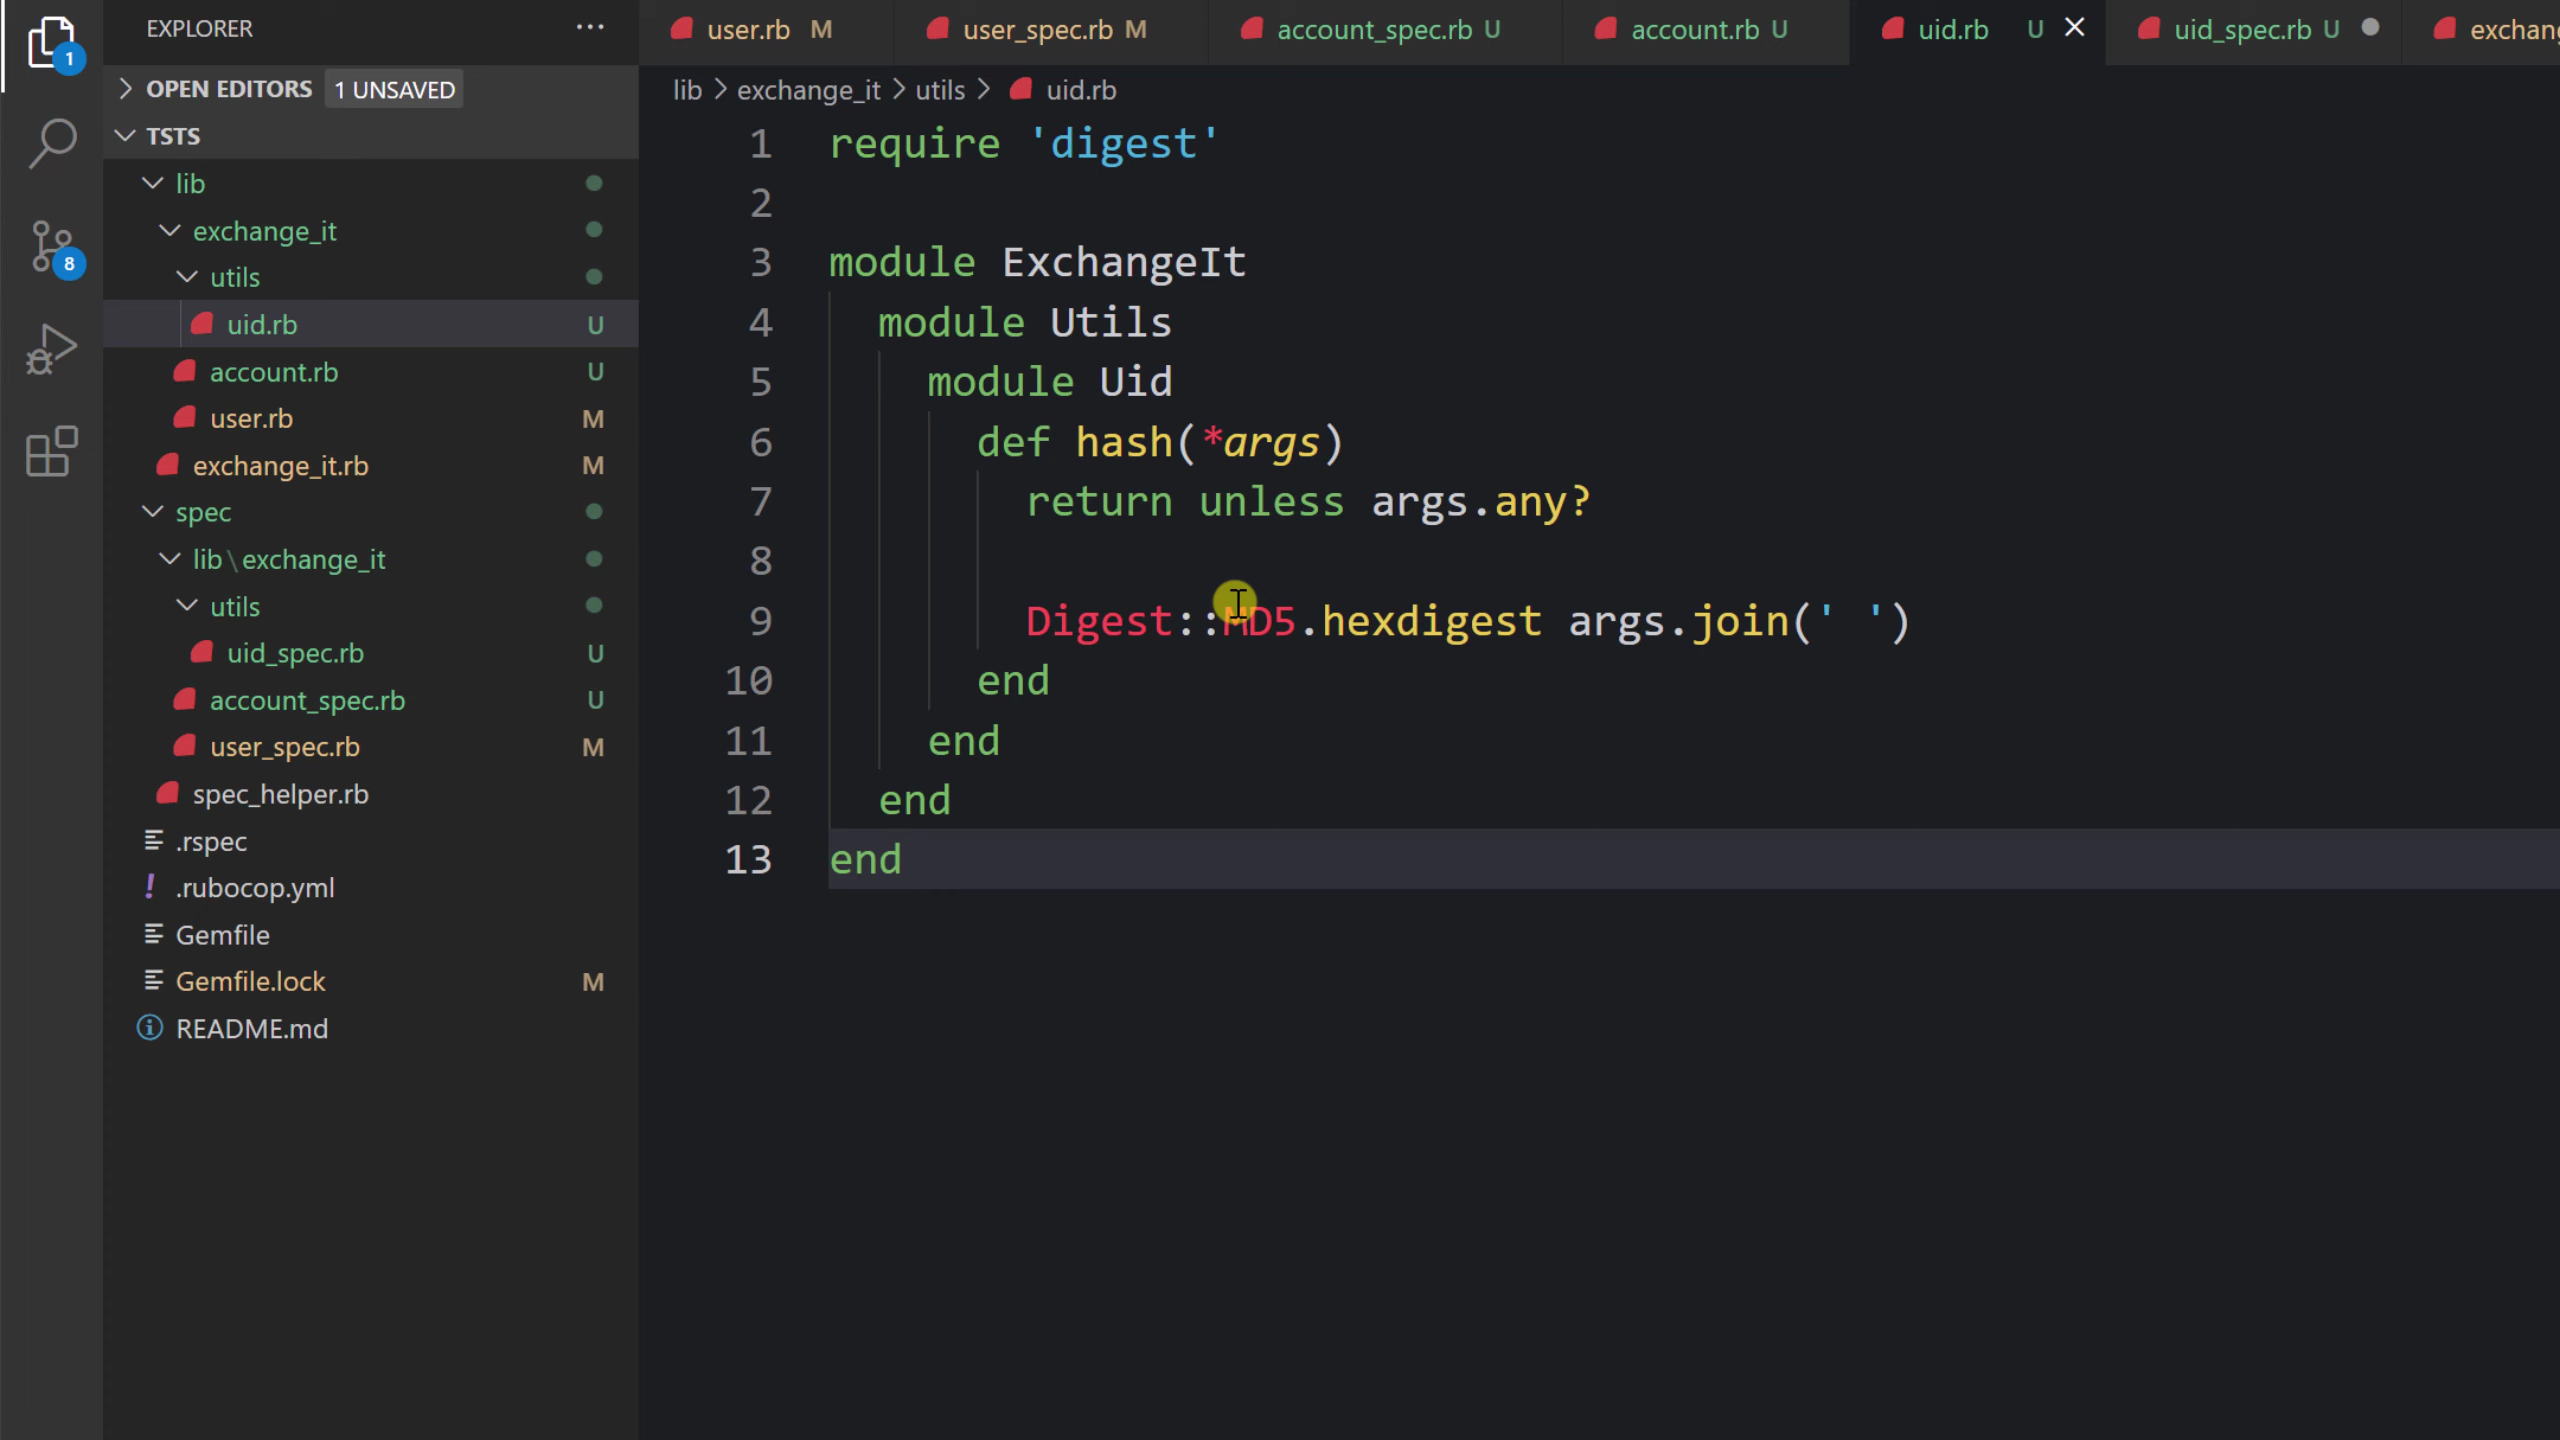 EXPLORER
OPEN EDITORS 1 UNSAVED
TSTS
lib
exchange_it
utils
uid.rb U
account.rb U
user.rb M
exchange_it.rb M
spec
lib\exchange_it
utils
uid_spec.rb U
account_spec.rb U
user_spec.rb M
spec_helper.rb
.rspec
! .rubocop.yml
Gemfile
Gemfile.lock M
README.md
1
8
user.rb M user_spec.rb M account_spec.rb U account.rb U uid.rb U uid_spec.rb U
lib > exchange_it > utils > uid.rb
1 require 'digest'
2
3 module ExchangeIt
4 module Utils
5 module Uid
6 def hash(*args)
7 return unless args.any?
8
9 Digest::MD5.hexdigest args.join(' ')
10 end
11 end
12 end
13 end